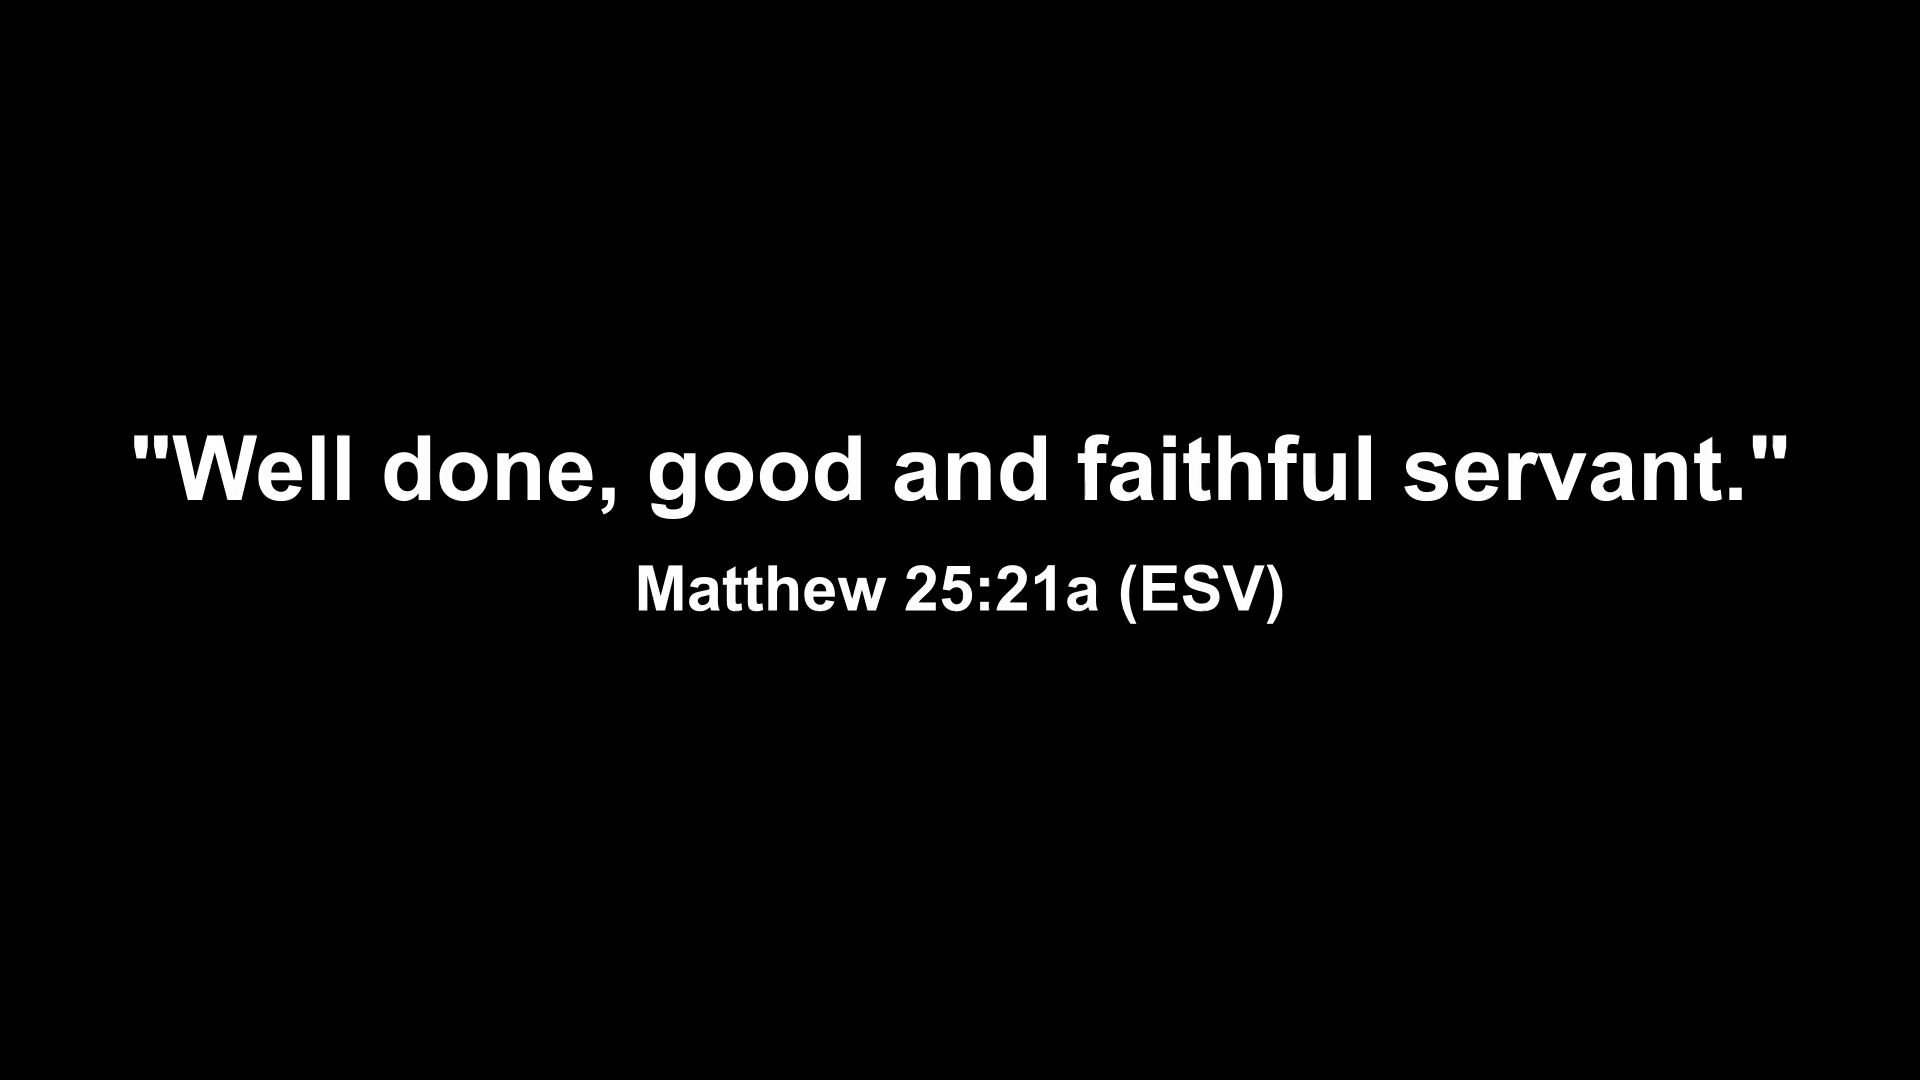 "Well done, good and faithful servant."
Matthew 25:21a (ESV)